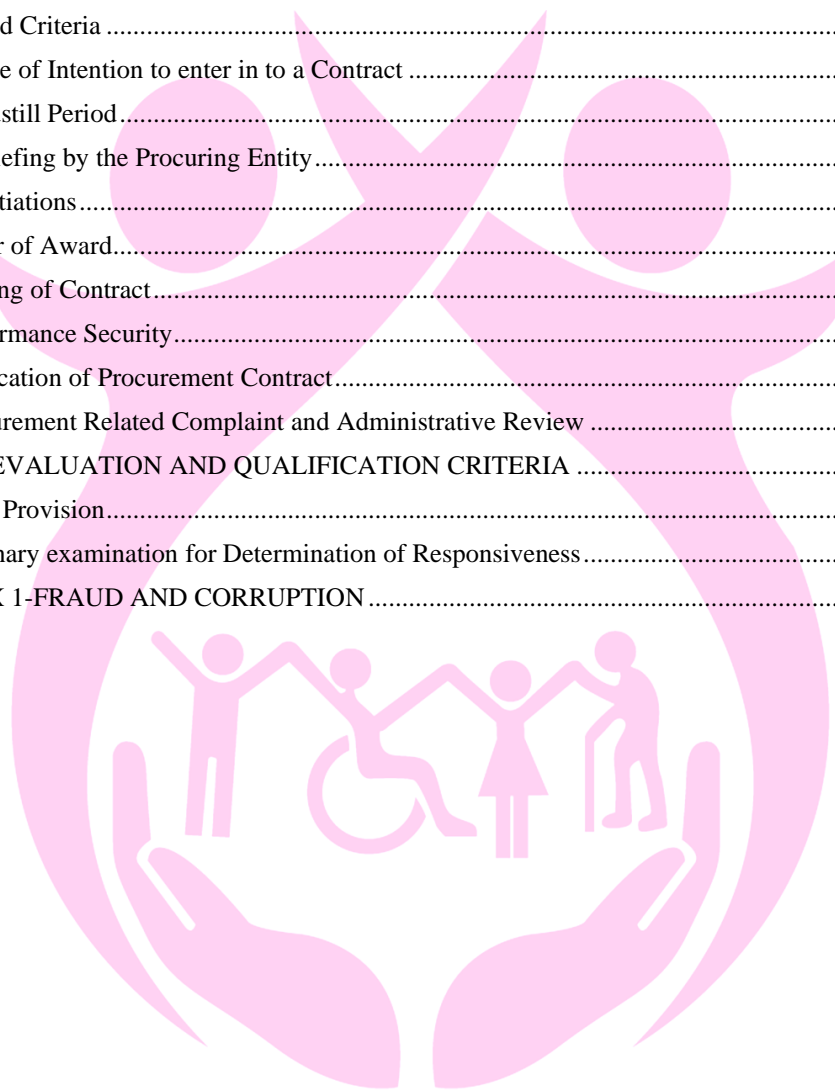 d Criteria ........................................................
e of Intention to enter in to a Contract ........................................................
still Period........................................................
efing by the Procuring Entity........................................................
tiations........................................................
r of Award........................................................
ng of Contract........................................................
rmance Security........................................................
cation of Procurement Contract........................................................
urement Related Complaint and Administrative Review ........................................................
EVALUATION AND QUALIFICATION CRITERIA ........................................................
Provision........................................................
nary examination for Determination of Responsiveness........................................................
X 1-FRAUD AND CORRUPTION ........................................................